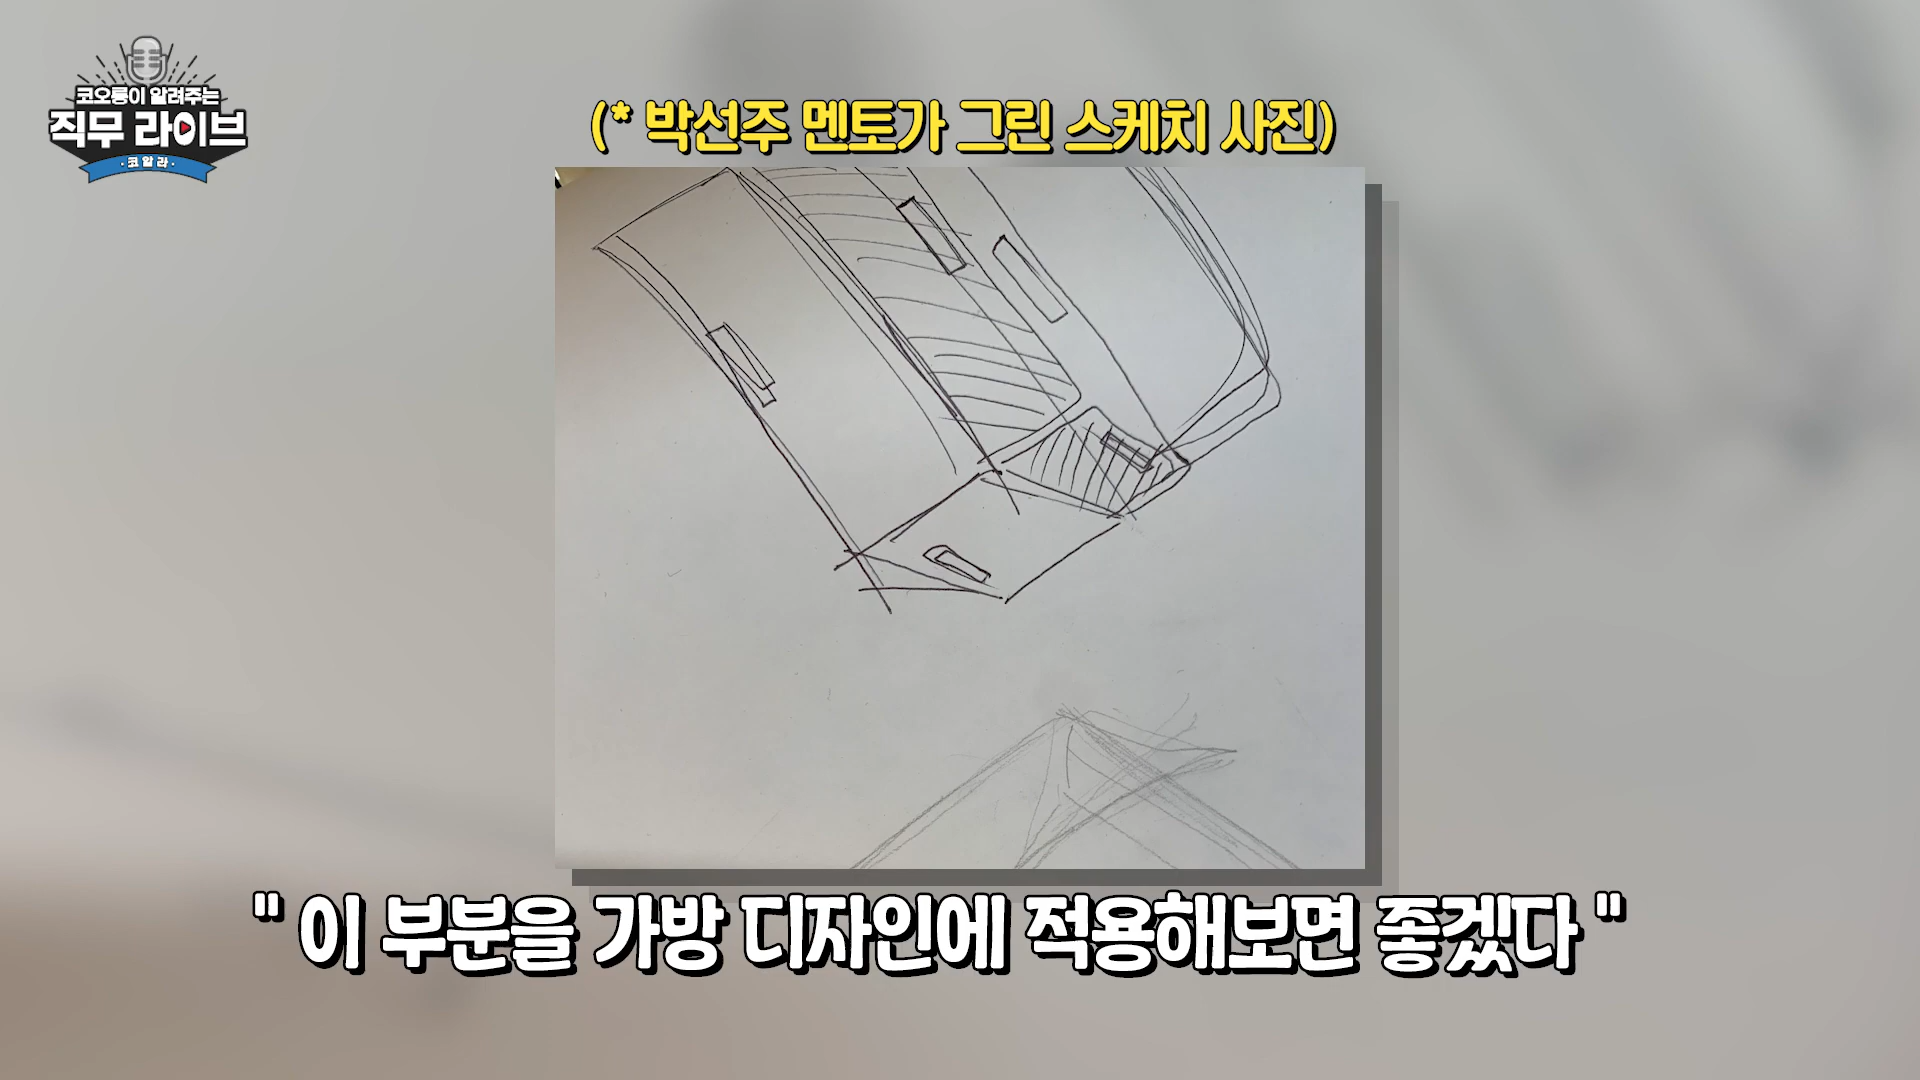 코오롱이 알려주는
직무 라이브
· 코 알 라 ·
(* 박선주 멘토가 그린 스케치 사진)
" 이 부분을 가방 디자인에 적용해보면 좋겠다 "